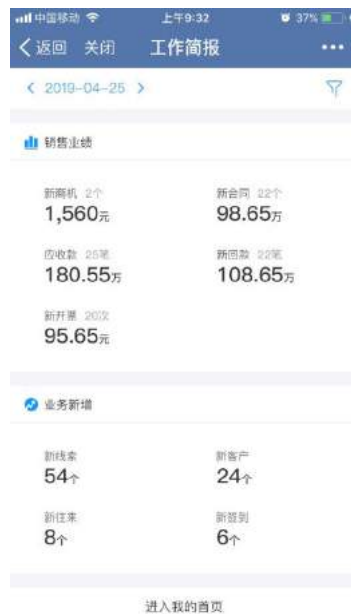 中国移动 上午9:32 37%
返回 关闭 工作简报
2019-04-25
销售业绩
新商机 2个 新合同 22个
1,560元 98.65万
应收款 25笔 新回款 22笔
180.55万 108.65万
新开票 20次
95.65元
业务新增
新线索 新客户
54个 24个
新往来 新签到
8个 6个
进入我的首页